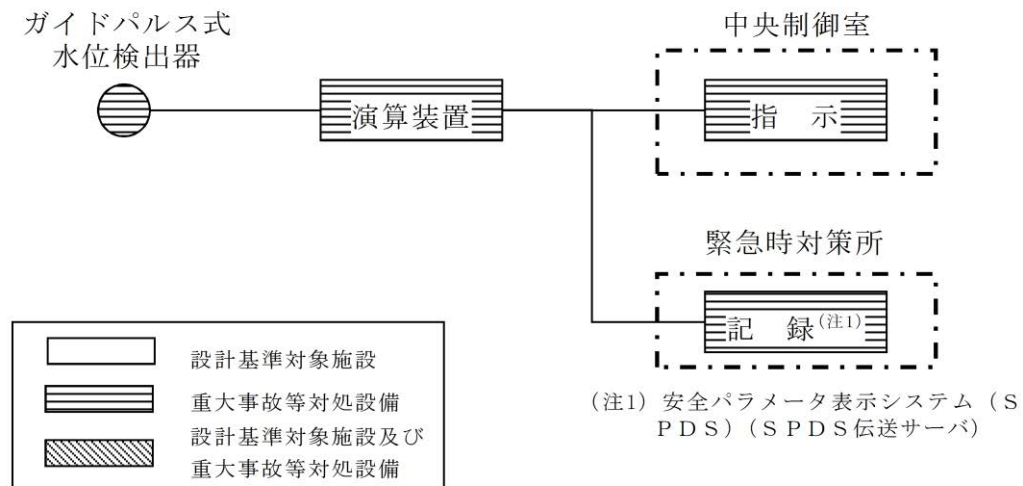 ガイドパルス式
水位検出器
中央制御室
演算装置
指　示
緊急時対策所
記　録(注1)
設計基準対象施設
重大事故等対処設備
設計基準対象施設及び
重大事故等対処設備
(注1) 安全パラメータ表示システム（Ｓ
ＰＤＳ）（ＳＰＤＳ伝送サーバ）